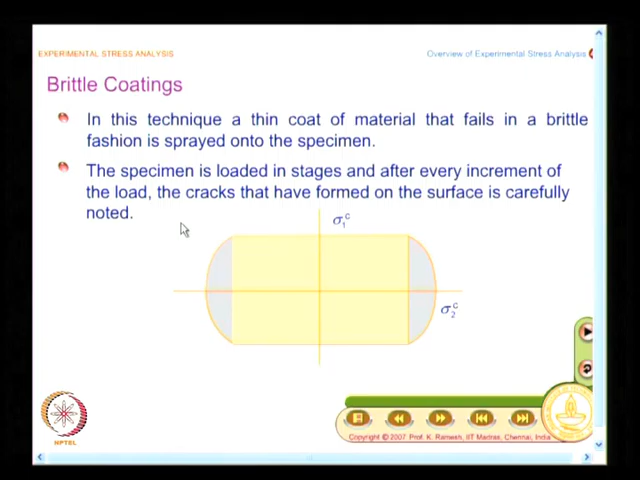 EXPERIMENTAL STRESS ANALYSIS
Overview of Experimental Stress Analysis
Brittle Coatings
In this technique a thin coat of material that fails in a brittle
fashion is sprayed onto the specimen.
The specimen is loaded in stages and after every increment of
the load, the cracks that have formed on the surface is carefully
noted.
σ₁ᶜ
σ₂ᶜ
NPTEL
Copyright © 2007 Prof. K. Ramesh, IIT Madras, Chennai, India